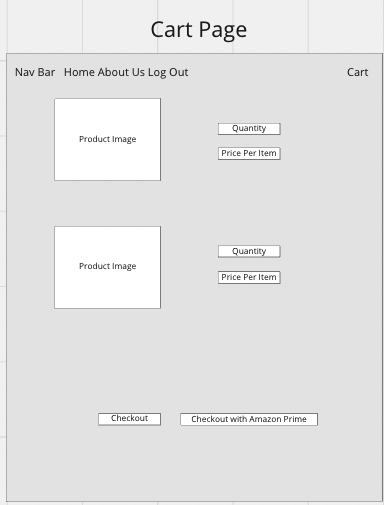 Cart Page
Nav Bar Home About Us Log Out Cart
Product Image
Quantity
Price Per Item
Product Image
Quantity
Price Per Item
Checkout Checkout with Amazon Prime